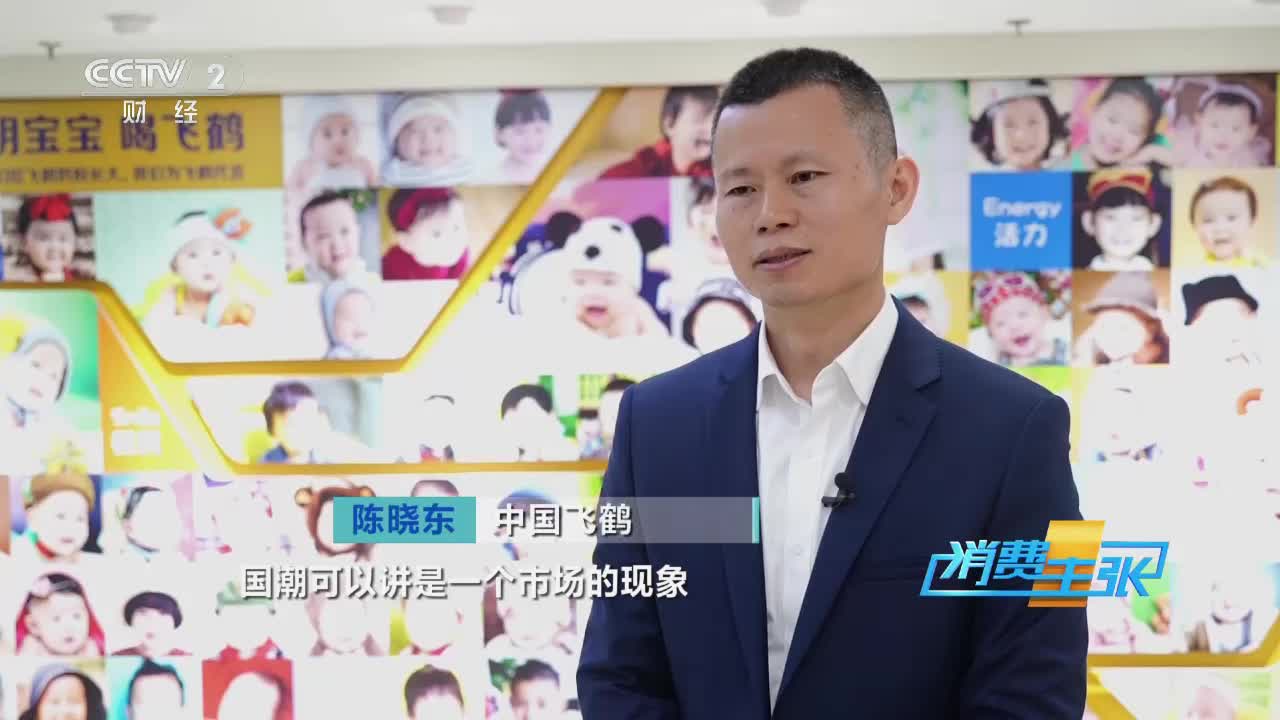 CCTV 2
财 经
朋宝宝 喝飞鹤
Energy
活力
陈晓东 中国飞鹤
国潮可以讲是一个市场的现象
消费主张